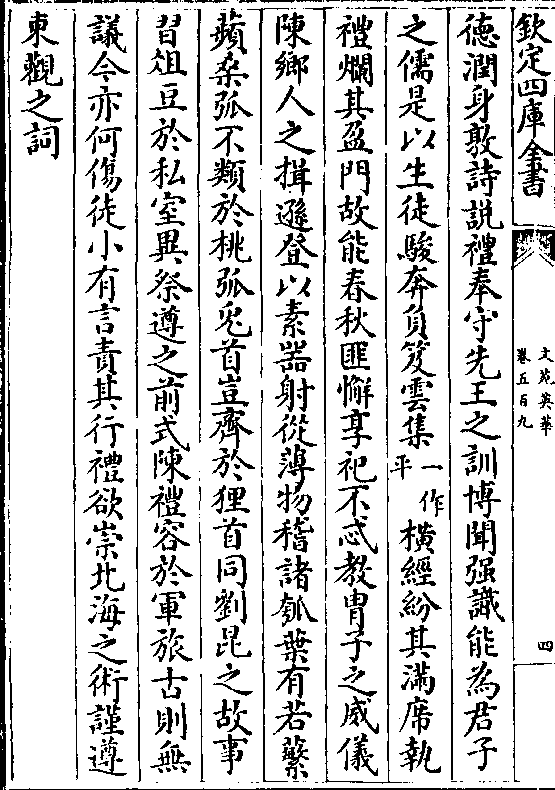 欽定四庫全書
文苑英華
卷五百九
四
德潤身敦詩説禮奉守先王之訓博聞强識能為君子
之儒是以生徒駿奔負笈雲集一作平横經紛其滿席執
禮爛其盈門故能春秋匪懈享祀不忒教胄子之威儀
陳鄉人之揖遜登以素器射從薄物稽諸瓠葉有若蘩
蘋桑弧不類於桃弧兎首豈齊於狸首同劉昆之故事
習俎豆於私室異祭遵之前式陳禮容於軍旅古則無
議今亦何傷徒小有言責其行禮欲崇北海之術謹遵
東觀之詞